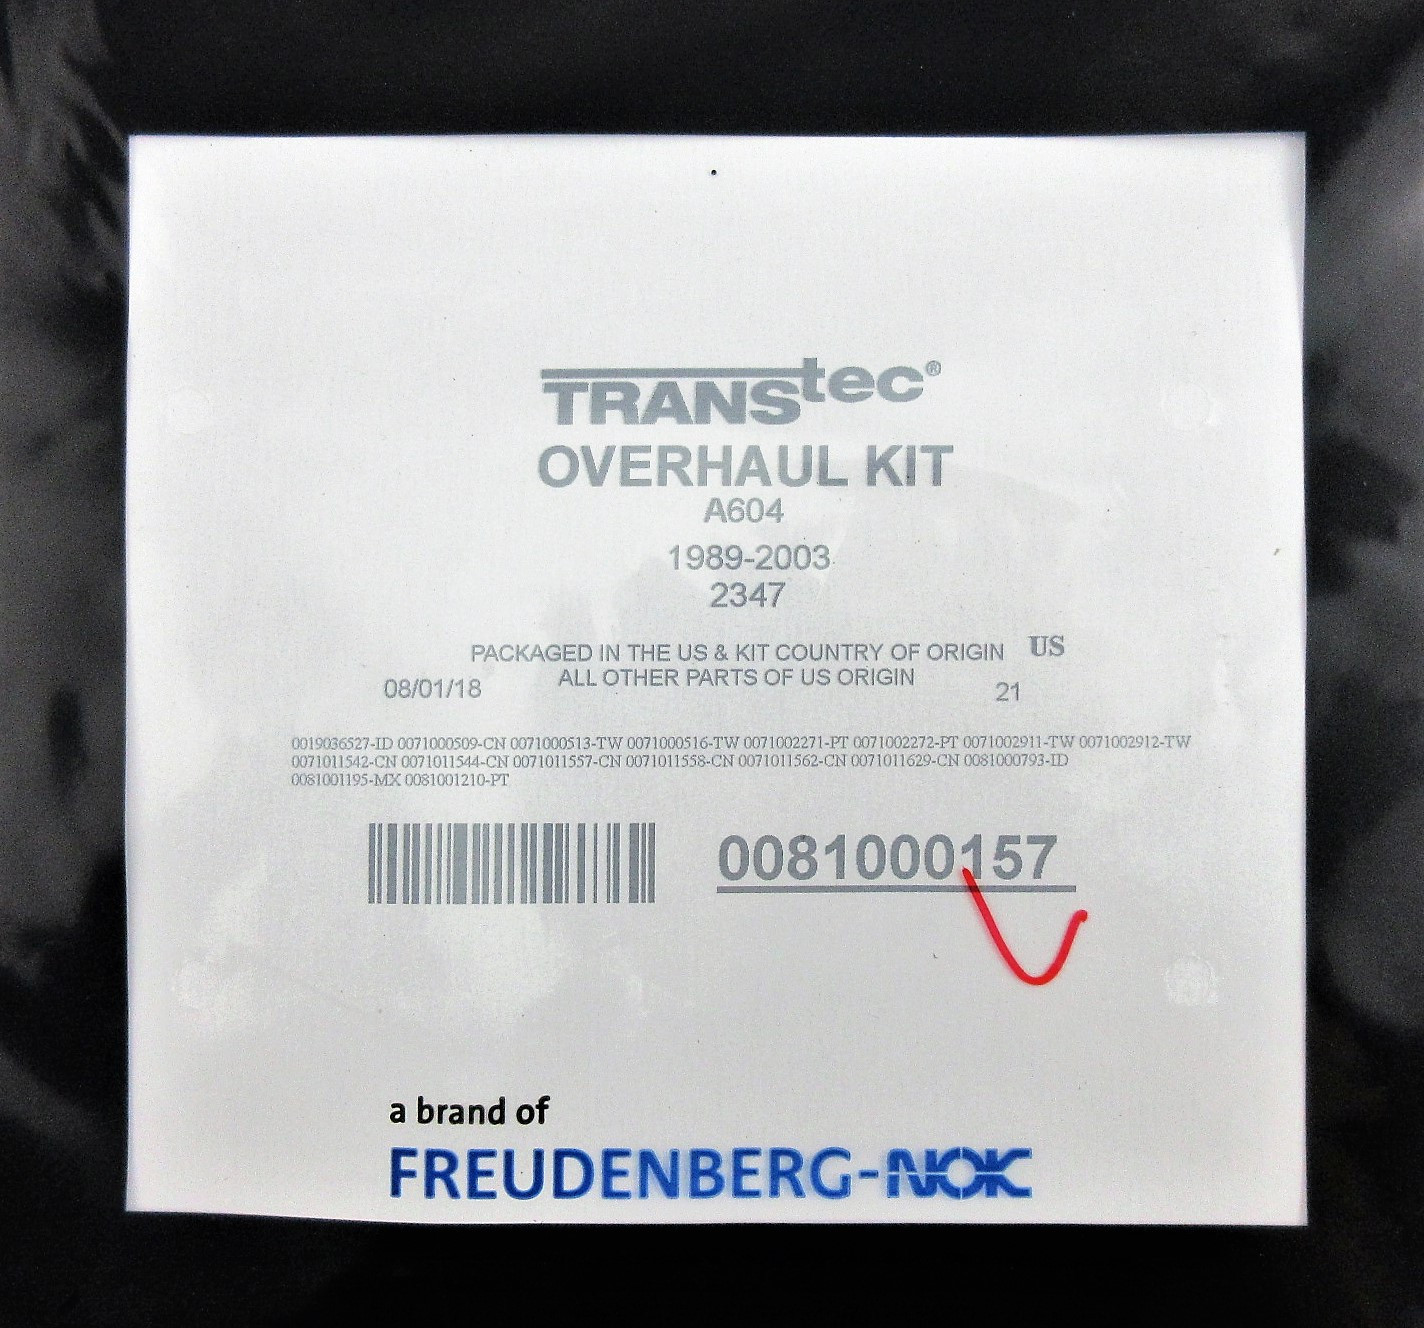 TRANStec®
OVERHAUL KIT
A604
1989-2003
2347
PACKAGED IN THE US & KIT COUNTRY OF ORIGIN US
ALL OTHER PARTS OF US ORIGIN
08/01/18 21
0019036527-ID 0071000509-CN 0071000513-TW 0071000516-TW 0071002271-PT 0071002272-PT 0071002911-TW 0071002912-TW
0071011542-CN 0071011544-CN 0071011557-CN 0071011558-CN 0071011562-CN 0071011629-CN 0081000793-ID
0081001195-MX 0081001210-PT
0081000157
a brand of
FREUDENBERG-NOK